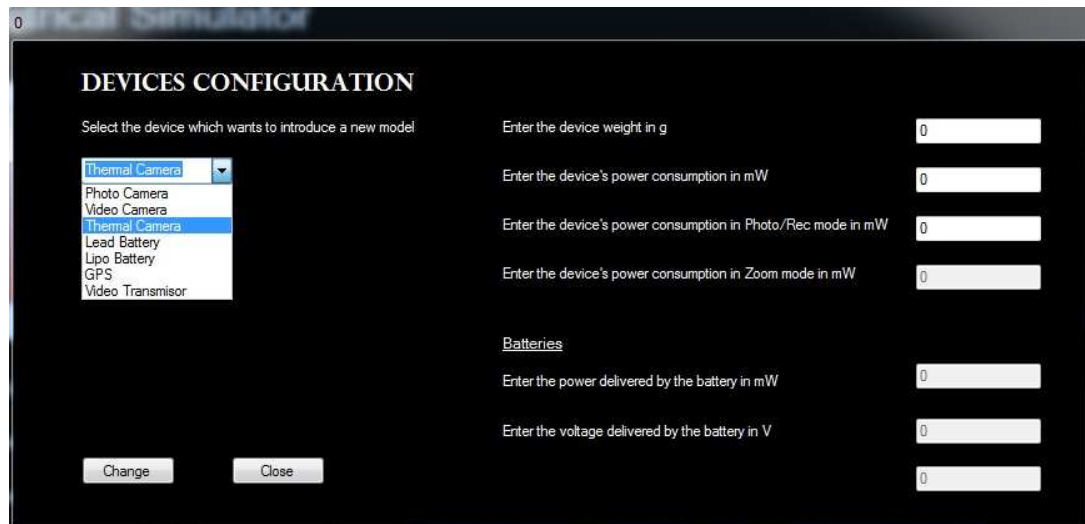 0
rical Simulator
DEVICES CONFIGURATION
Select the device which wants to introduce a new model
Thermal Camera
Photo Camera
Video Camera
Thermal Camera
Lead Battery
Lipo Battery
GPS
Video Transmisor
Change
Close
Enter the device weight in g
0
Enter the device's power consumption in mW
0
Enter the device's power consumption in Photo/Rec mode in mW
0
Enter the device's power consumption in Zoom mode in mW
0
Batteries
Enter the power delivered by the battery in mW
0
Enter the voltage delivered by the battery in V
0
0